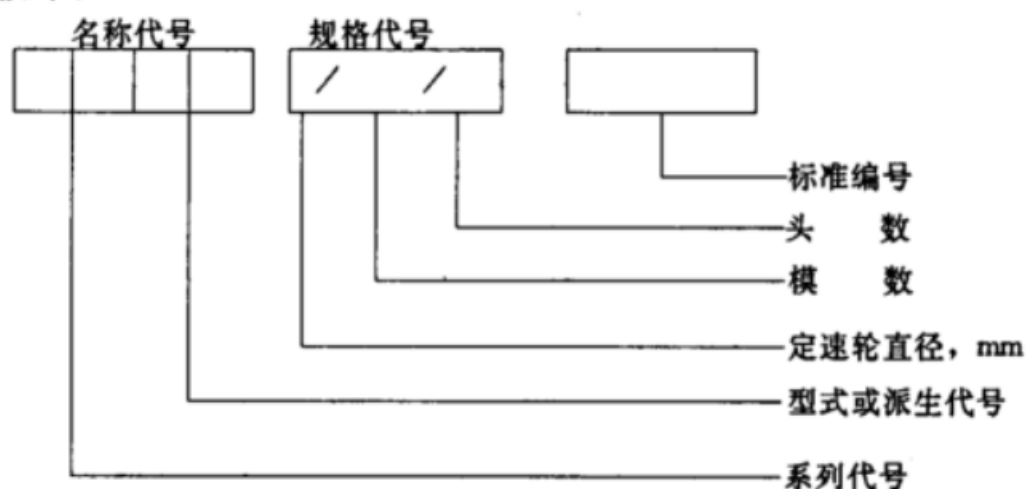 名称代号 规格代号
/ /
标准编号
头 数
模 数
定速轮直径，mm
型式或派生代号
系列代号